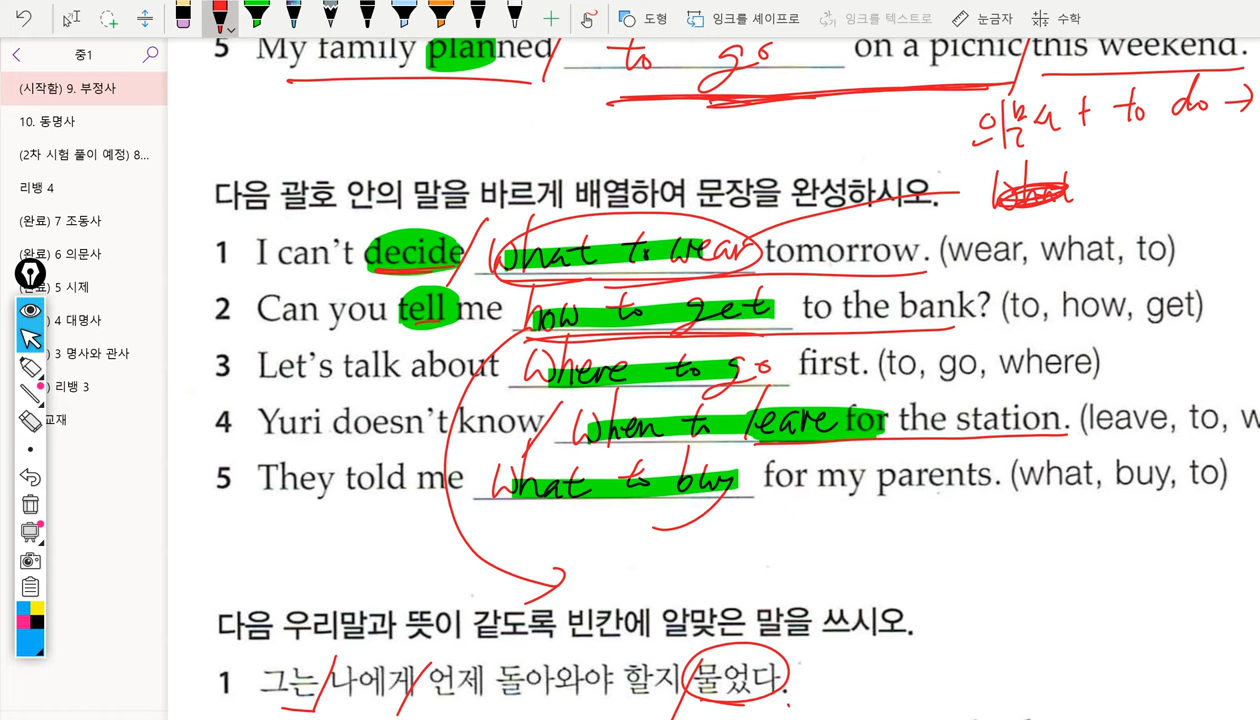 도형 잉크를 셰이프로 잉크를 텍스트로 눈금자 수학
중1
(시작함) 9. 부정사
10. 동명사
(2차 시험 풀이 예정) 8...
리뱅 4
(완료) 7 조동사
(완료) 6 의문사
5 시제
4 대명사
) 3 명사와 관사
) 리뱅 3
교재
5 My family planned/ to go on a picnic/this weekend.
의문사 + to do →
다음 괄호 안의 말을 바르게 배열하여 문장을 완성하시오.
what
1 I can't decide/ what to wear tomorrow. (wear, what, to)
2 Can you tell me how to get to the bank? (to, how, get)
3 Let's talk about where to go first. (to, go, where)
4 Yuri doesn't know/ when to leave for the station. (leave, to, w
5 They told me what to buy for my parents. (what, buy, to)
다음 우리말과 뜻이 같도록 빈칸에 알맞은 말을 쓰시오.
1 그는/나에게/언제 돌아와야 할지 물었다.